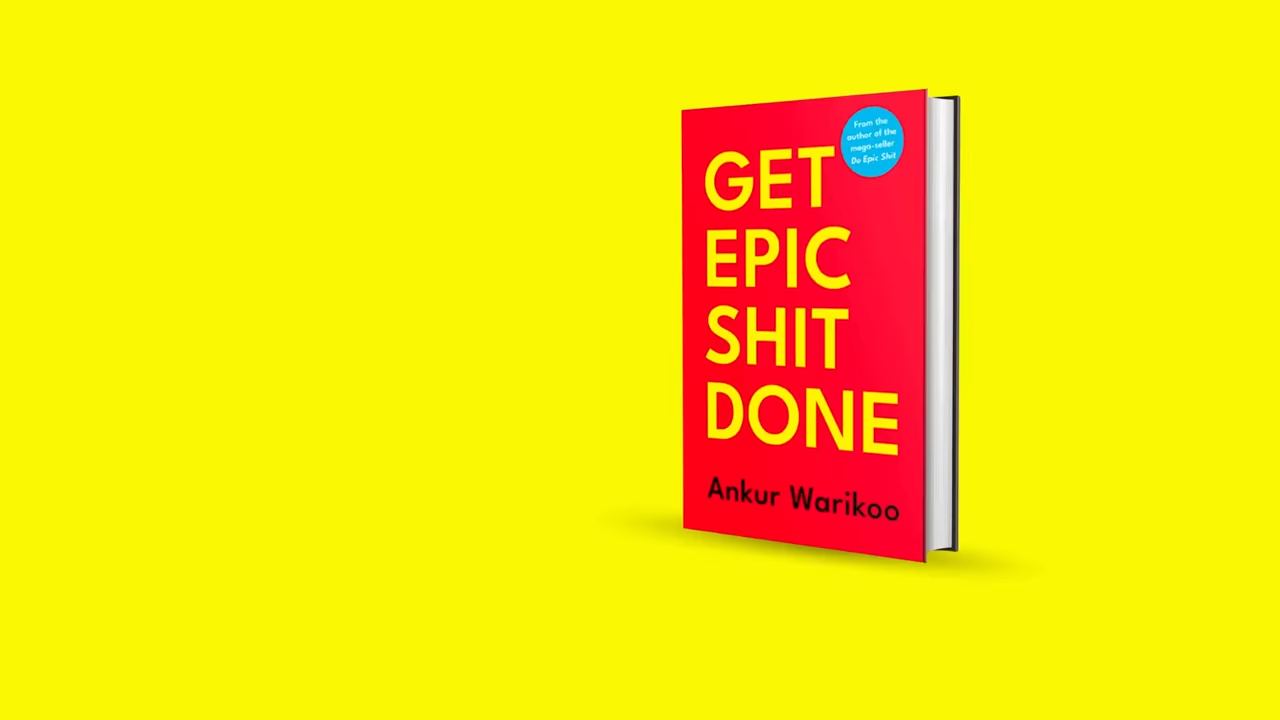 From the
author of the
mega-seller
Do Epic Shit
GET
EPIC
SHIT
DONE
Ankur Warikoo